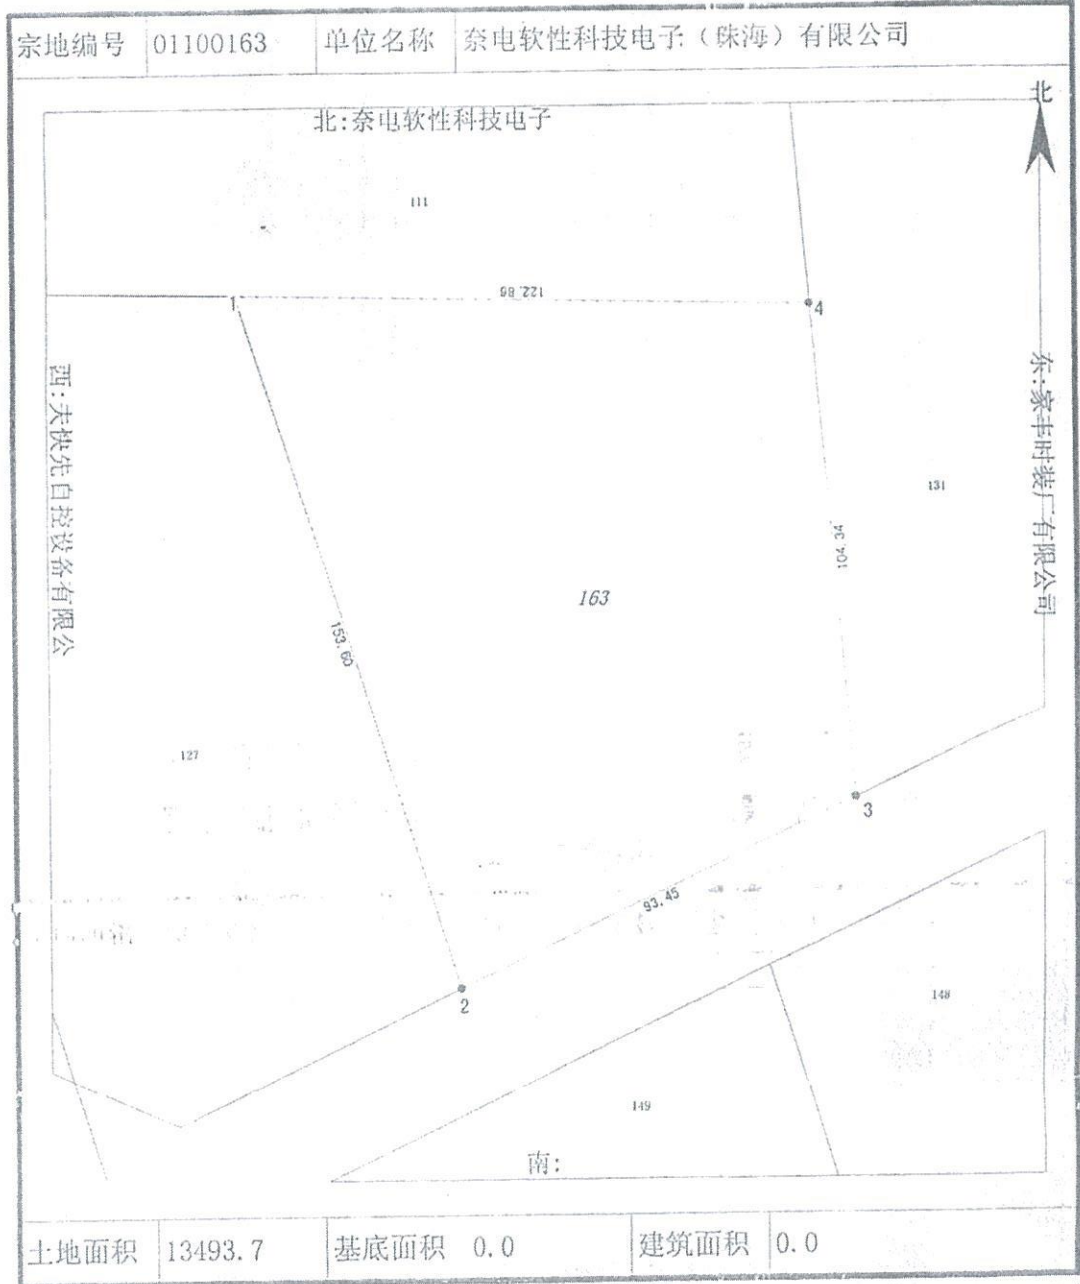 宗地编号 01100163 单位名称 奈电软性科技电子（珠海）有限公司
北
北:奈电软性科技电子
111
122.86
1
4
西:夫快先自控设备有限公
东:家丰时装厂有限公司
131
104.34
163
153.60
127
3
93.45
2
148
149
南:
土地面积 13493.7 基底面积 0.0 建筑面积 0.0